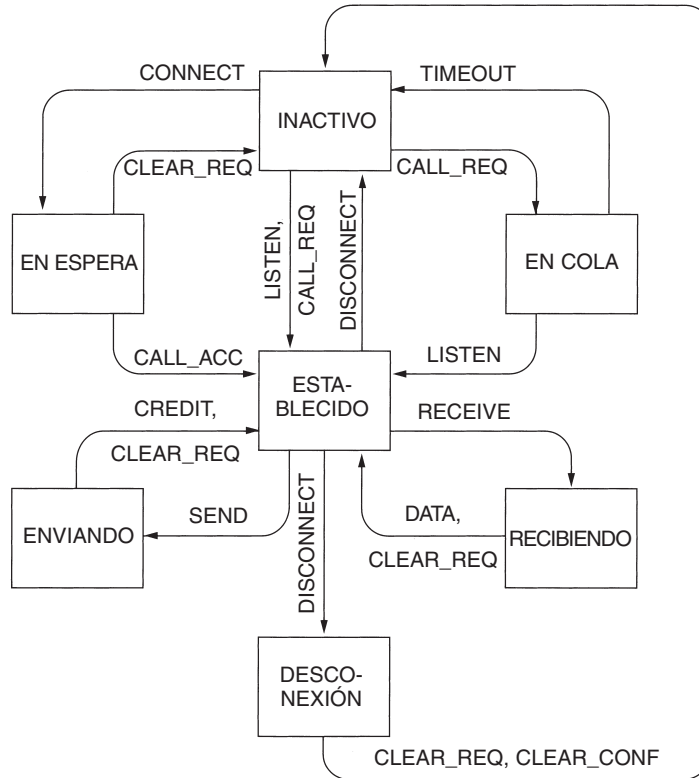 CONNECT
TIMEOUT
INACTIVO
CLEAR_REQ
CALL_REQ
EN ESPERA
LISTEN,
CALL_REQ
DISCONNECT
EN COLA
CALL_ACC
LISTEN
ESTA-
BLECIDO
CREDIT,
CLEAR_REQ
RECEIVE
ENVIANDO
SEND
DISCONNECT
DATA,
CLEAR_REQ
RECIBIENDO
DESCO-
NEXIÓN
CLEAR_REQ, CLEAR_CONF